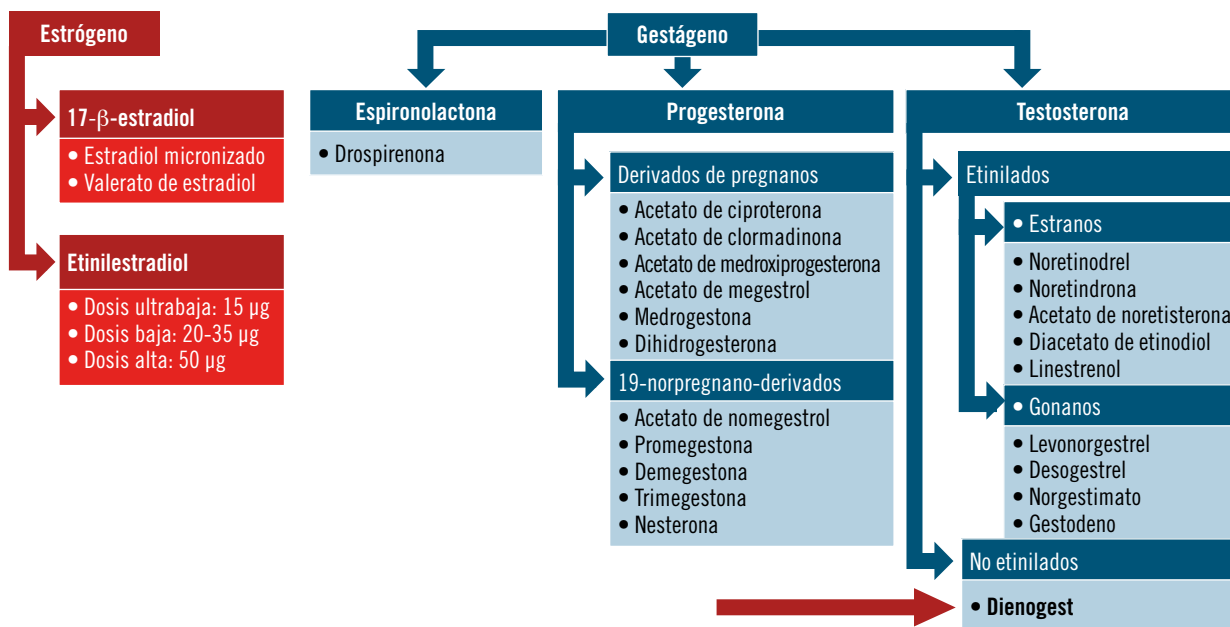 Estrógeno
17-β-estradiol
• Estradiol micronizado
• Valerato de estradiol
Etinilestradiol
• Dosis ultrabaja: 15 µg
• Dosis baja: 20-35 µg
• Dosis alta: 50 µg
Gestágeno
Espironolactona
• Drospirenona
Progesterona
Derivados de pregnanos
• Acetato de ciproterona
• Acetato de clormadinona
• Acetato de medroxiprogesterona
• Acetato de megestrol
• Medrogestona
• Dihidrogesterona
19-norpregnano-derivados
• Acetato de nomegestrol
• Promegestona
• Demegestona
• Trimegestona
• Nesterona
Testosterona
Etinilados
• Estranos
• Noretinodrel
• Noretindrona
• Acetato de noretisterona
• Diacetato de etinodiol
• Linestrenol
• Gonanos
• Levonorgestrel
• Desogestrel
• Norgestimato
• Gestodeno
No etinilados
• Dienogest